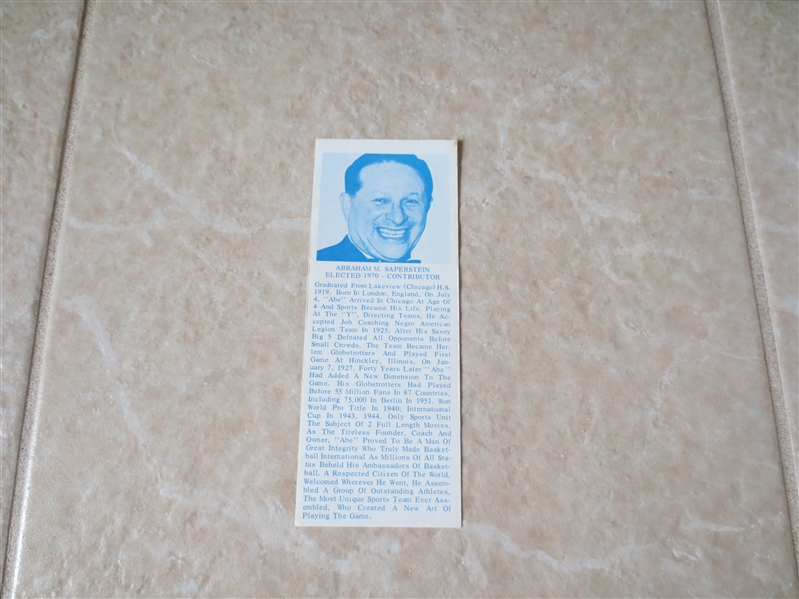 ABRAHAM M. SAPERSTEIN
ELECTED 1970 - CONTRIBUTOR
Graduated From Lakeview (Chicago) H.S.
1919. Born In London, England, On July
4, "Abe" Arrived In Chicago At Age Of
4 And Sports Became His Life. Playing
At The "Y", Directing Teams, He Ac-
cepted Job Coaching Negro American
Legion Team In 1925. After His Savoy
Big 5 Defeated All Opponents Before
Small Crowds, The Team Became Har-
lem Globetrotters And Played First
Game At Hinckley, Illinois, On Jan-
uary 7, 1927. Forty Years Later "Abe"
Had Added A New Dimension To The
Game. His Globetrotters Had Played
Before 55 Million Fans In 87 Countries,
Including 75,000 In Berlin In 1951. Won
World Pro Title In 1940; International
Cup In 1943, 1944. Only Sports Unit
The Subject Of 2 Full Length Movies.
As The Tireless Founder, Coach And
Owner, "Abe" Proved To Be A Man Of
Great Integrity Who Truly Made Basket-
ball International As Millions Of All Sta-
tus Beheld His Ambassadors Of Basket-
ball. A Respected Citizen Of The World,
Welcomed Wherever He Went, He Assem-
bled A Group Of Outstanding Athletes,
The Most Unique Sports Team Ever Ass-
embled, Who Created A New Art Of
Playing The Game.